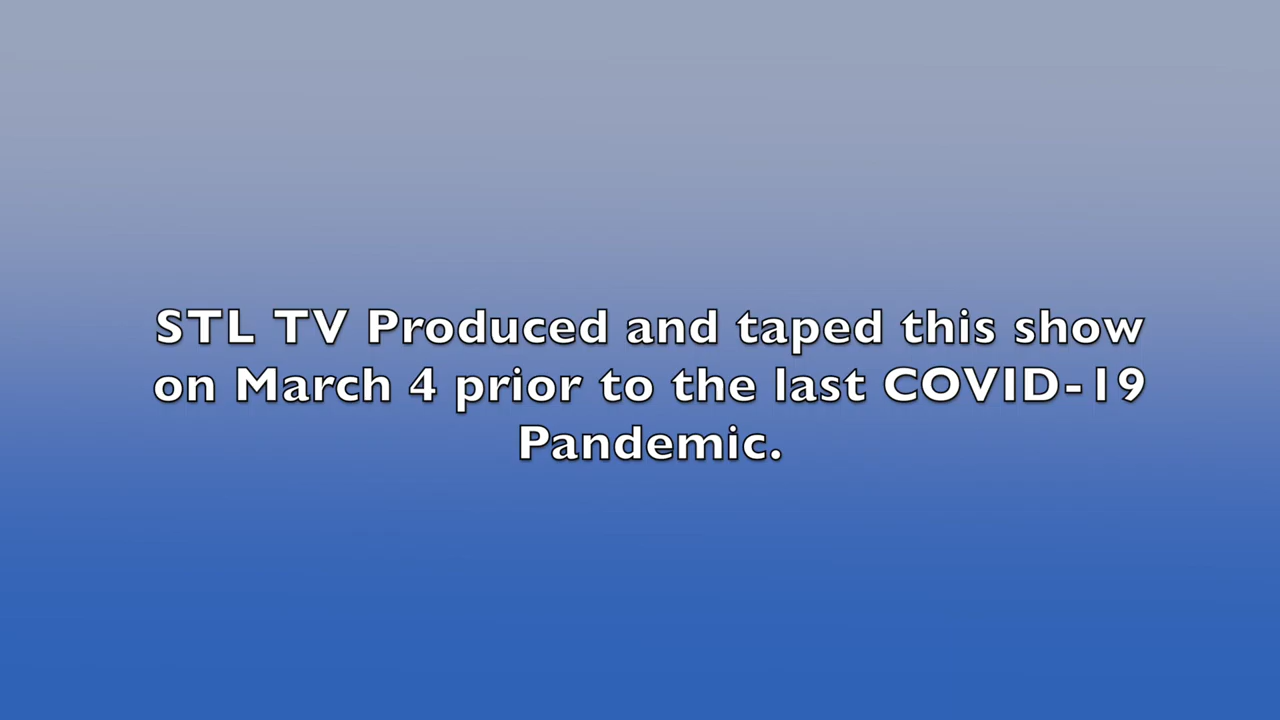 STL TV Produced and taped this show
on March 4 prior to the last COVID-19
Pandemic.